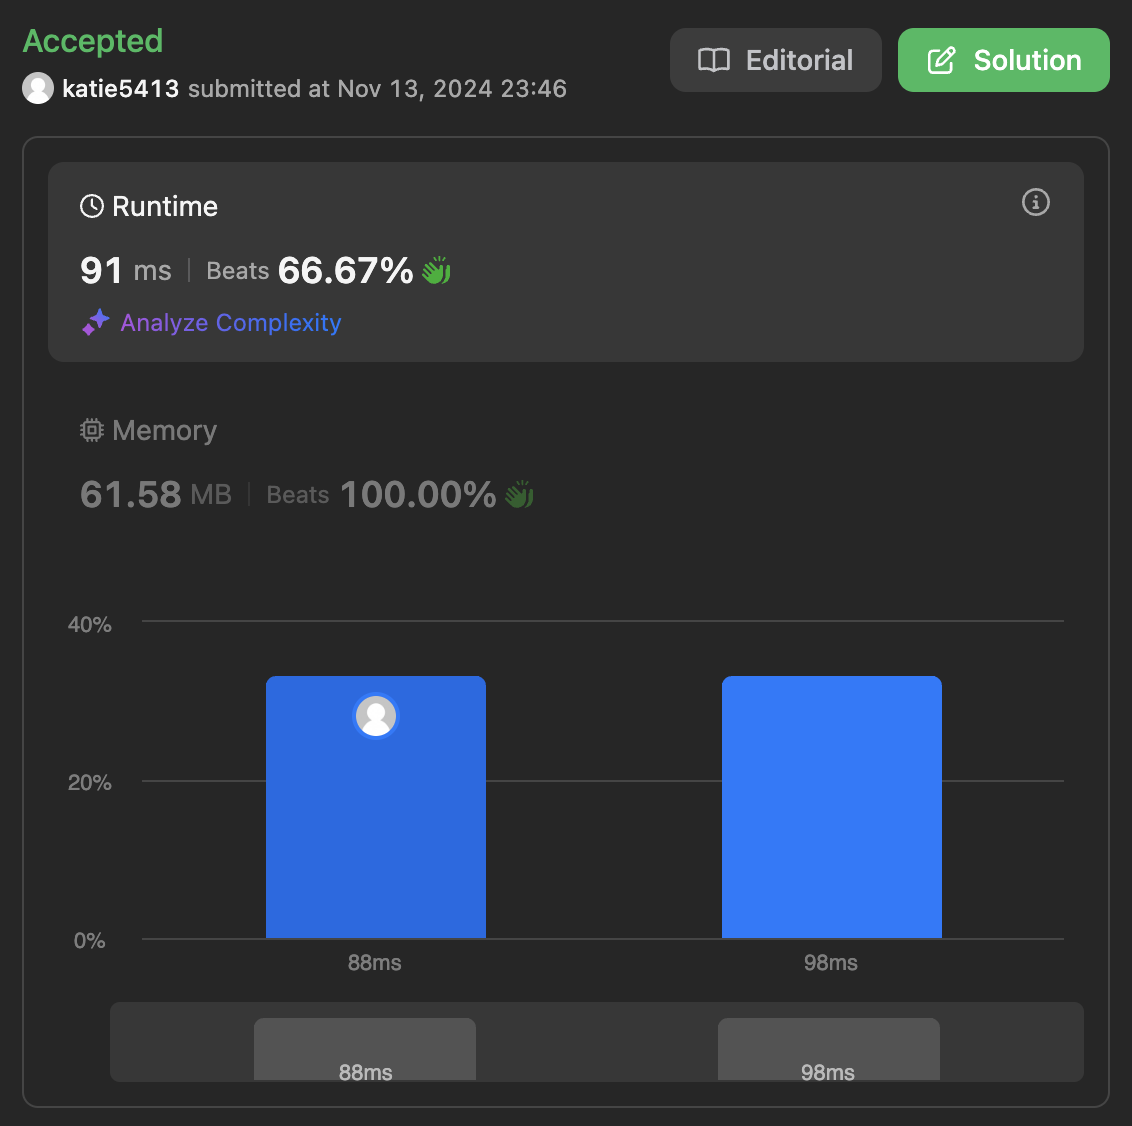 Accepted
katie5413 submitted at Nov 13, 2024 23:46
Editorial
Solution
Runtime
91 ms Beats 66.67%
Analyze Complexity
Memory
61.58 MB Beats 100.00%
40%
20%
0%
88ms 98ms
88ms 98ms